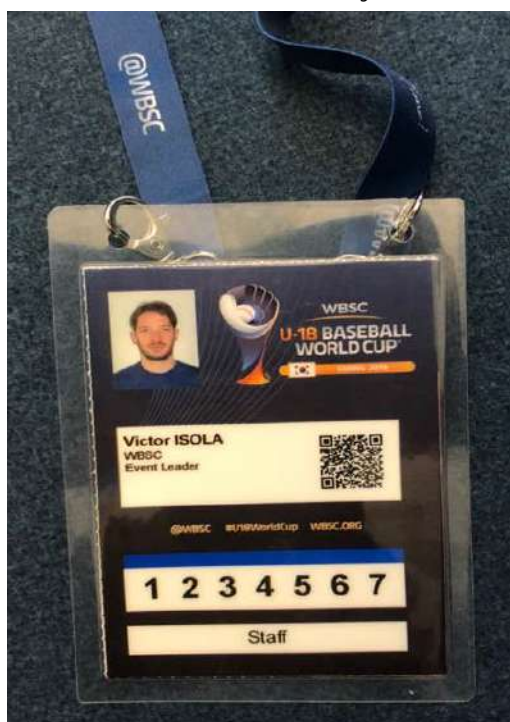 @WBSC
WBSC
U-18 BASEBALL
WORLD CUP
Victor ISOLA
WBSC
Event Leader
@WBSC #U18WorldCup WBSC.ORG
1 2 3 4 5 6 7
Staff